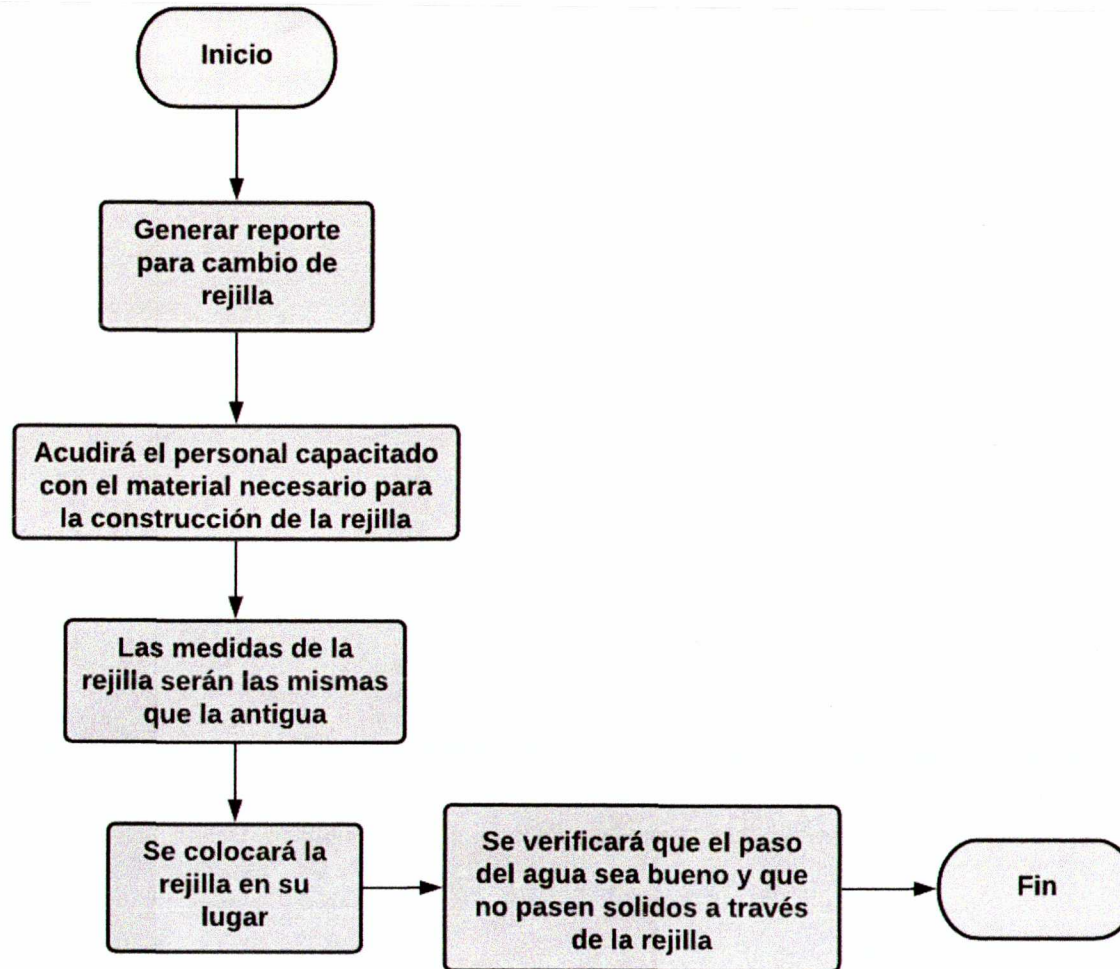 Inicio
Generar reporte
para cambio de
rejilla
Acudirá el personal capacitado
con el material necesario para
la construcción de la rejilla
Las medidas de la
rejilla serán las mismas
que la antigua
Se colocará la
rejilla en su
lugar
Se verificará que el paso
del agua sea bueno y que
no pasen solidos a través
de la rejilla
Fin